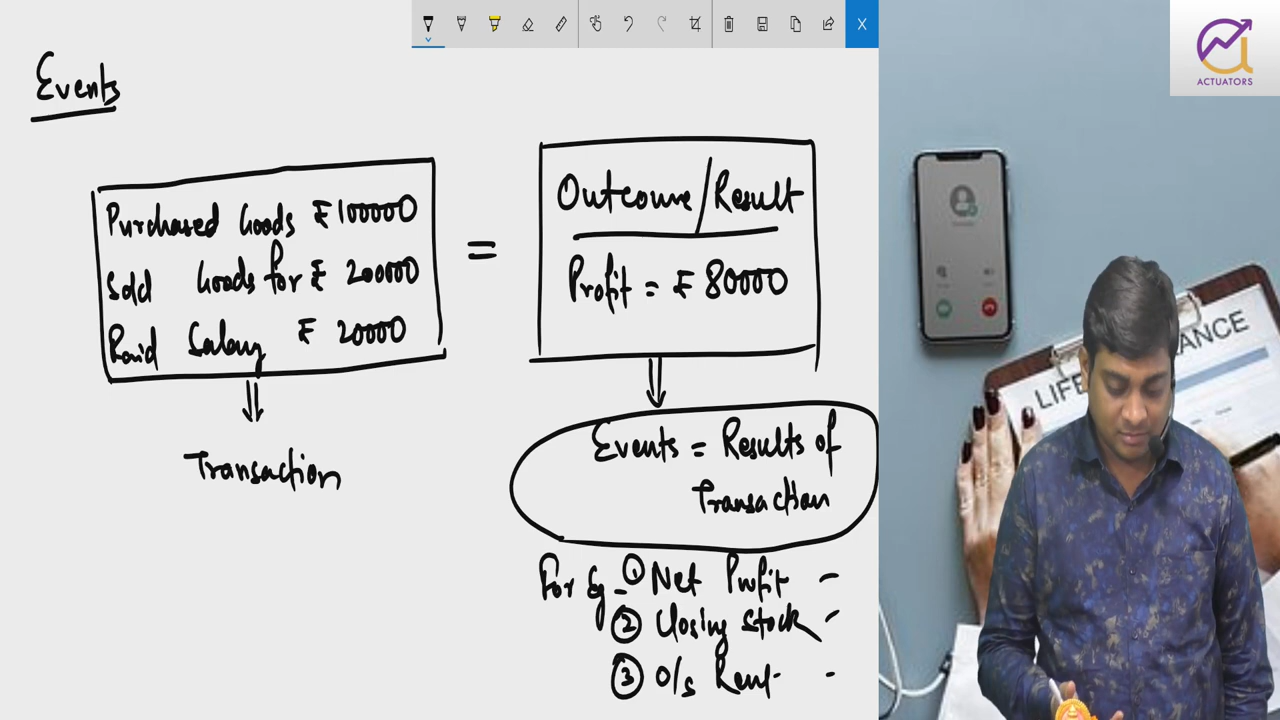 Events
Purchased Goods ₹ 100000
Sold Goods for ₹ 200000
Paid Salary ₹ 20000
Transaction
=
Outcome/Result
Profit = ₹ 80000
Events = Results of
Transaction
For Eg - ① Net Profit -
② Closing Stock -
③ O/s Rent -
X
ACTUATORS
LIFE
ANCE